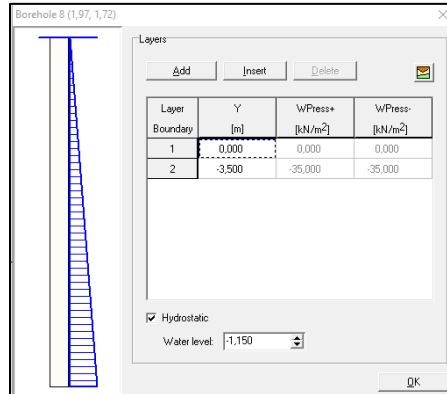 Borehole 8 (1,97, 1,72)
Layers
Add Insert Delete
Layer Y WPress+ WPress-
Boundary [m] [kN/m2] [kN/m2]
1 0,000 0,000 0,000
2 -3,500 -35,000 -35,000
Hydrostatic
Water level: -1,150
OK